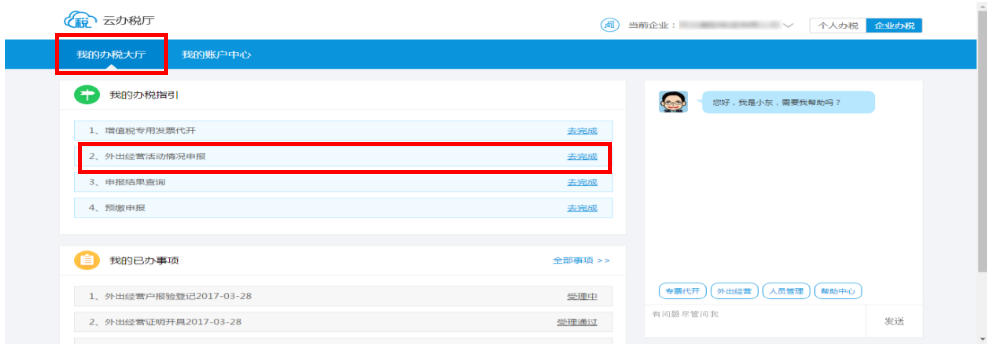 税 云办税厅
当前企业：
个人办税 企业办税
我的办税大厅 我的账户中心
我的办税指引
1、增值税专用发票代开 去完成
2、外出经营活动情况申报 去完成
3、申报结果查询 去完成
4、预缴申报 去完成
我的已办事项 全部事项 >>
1、外出经营户报验登记2017-03-28 受理中
2、外出经营证明开具2017-03-28 受理通过
您好，我是小东，需要我帮助吗？
专票代开 外出经营 人员管理 帮助中心
有问题尽管问我
发送